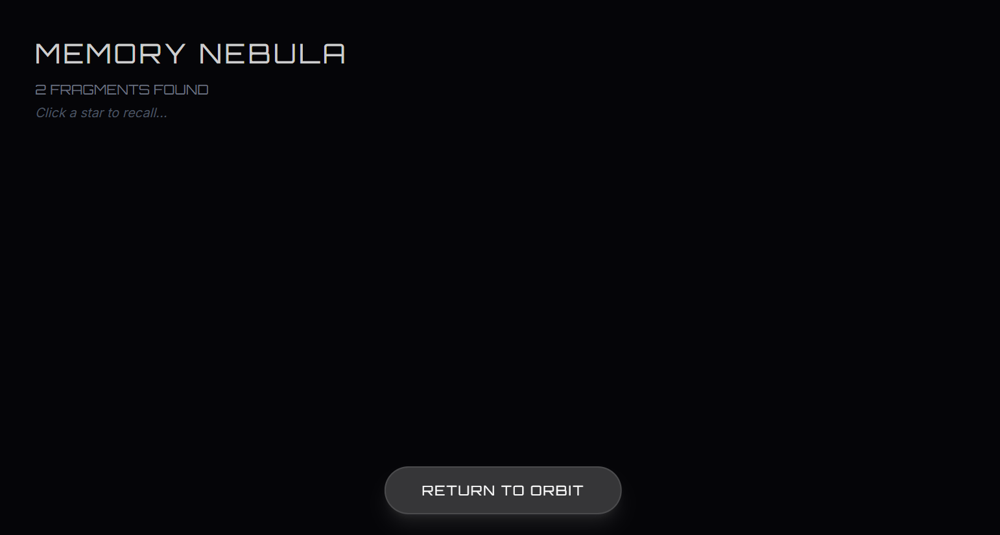 MEMORY NEBULA
2 FRAGMENTS FOUND
Click a star to recall...
RETURN TO ORBIT